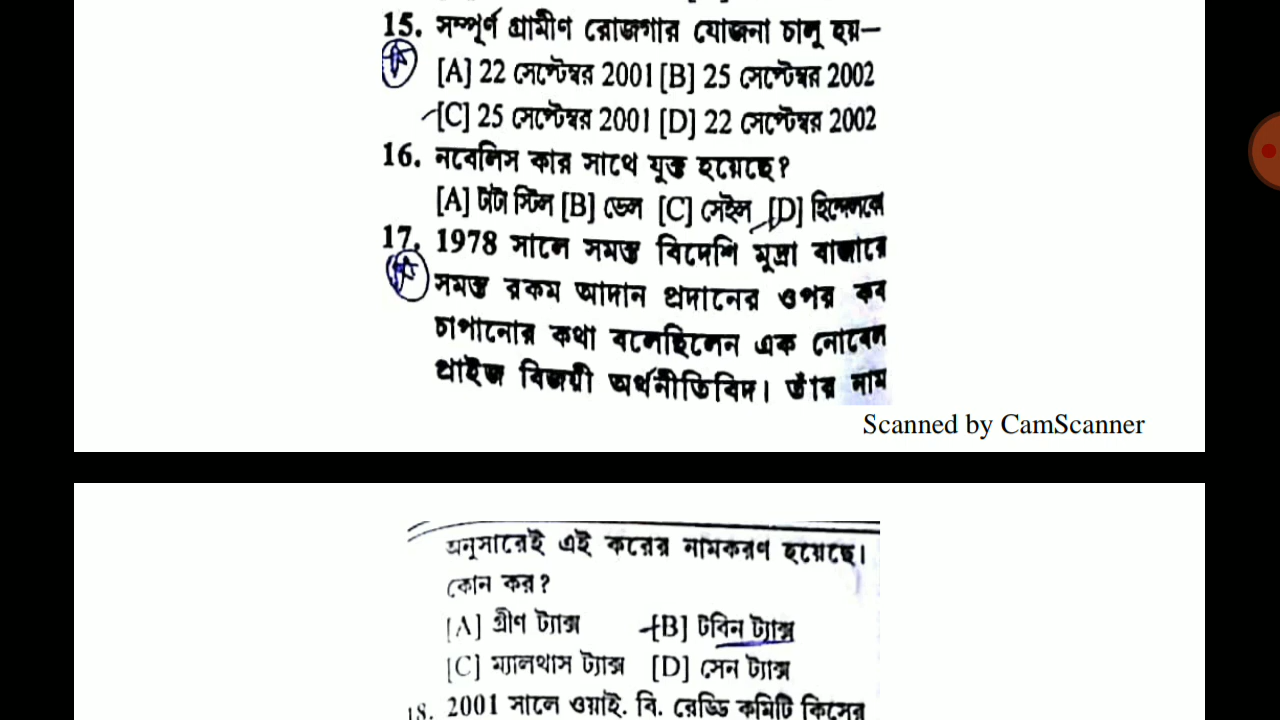 15. সম্পূর্ণ গ্রামীণ রোজগার যোজনা চালু হয়—
[A] 22 সেপ্টেম্বর 2001 [B] 25 সেপ্টেম্বর 2002
[C] 25 সেপ্টেম্বর 2001 [D] 22 সেপ্টেম্বর 2002
16. নবেলিস কার সাথে যুক্ত হয়েছে?
[A] টাটা স্টিল [B] ডেল [C] সেইল [D] হিন্দেলকো
17. 1978 সালে সমস্ত বিদেশি মুদ্রা বাজারে
সমস্ত রকম আদান প্রদানের ওপর কর
চাপানোর কথা বলেছিলেন এক নোবেল
প্রাইজ বিজয়ী অর্থনীতিবিদ। তাঁর নাম
Scanned by CamScanner
অনুসারেই এই করের নামকরণ হয়েছে।
কোন কর?
[A] গ্রীণ ট্যাক্স [B] টবিন ট্যাক্স
[C] ম্যালথাস ট্যাক্স [D] সেন ট্যাক্স
18. 2001 সালে ওয়াই. বি. রেড্ডি কমিটি কিসের